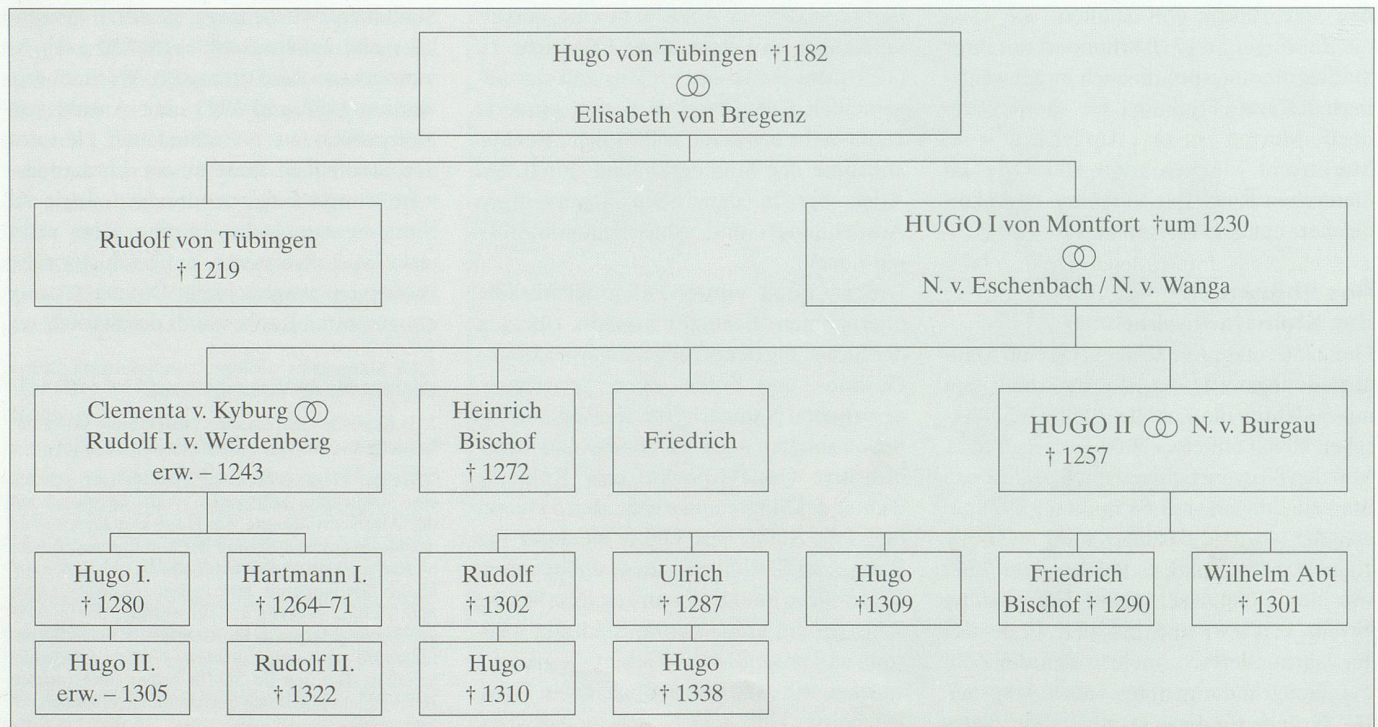 Hugo von Tübingen †1182
Elisabeth von Bregenz
Rudolf von Tübingen
† 1219
HUGO I von Montfort †um 1230
N. v. Eschenbach / N. v. Wanga
Clementa v. Kyburg
Rudolf I. v. Werdenberg
erw. – 1243
Heinrich
Bischof
† 1272
Friedrich
HUGO II N. v. Burgau
† 1257
Hugo I.
† 1280
Hartmann I.
† 1264–71
Rudolf
† 1302
Ulrich
† 1287
Hugo
†1309
Friedrich
Bischof † 1290
Wilhelm Abt
† 1301
Hugo II.
erw. – 1305
Rudolf II.
† 1322
Hugo
† 1310
Hugo
† 1338